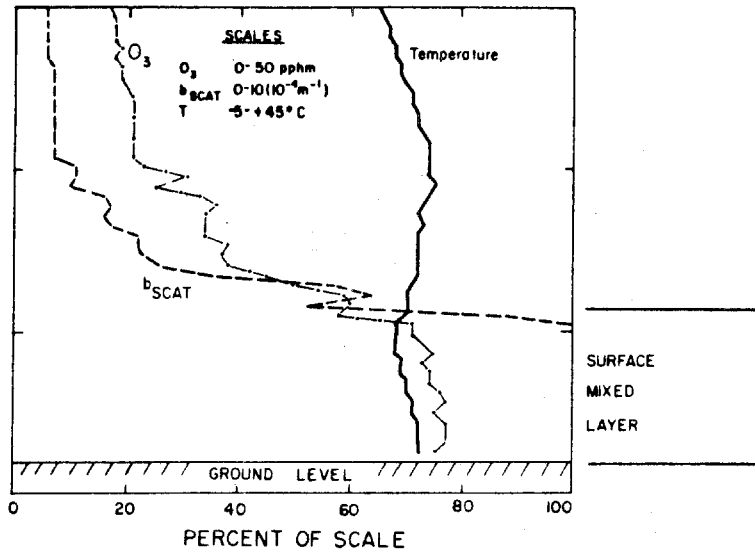 SCALES
O3 0-50 pphm
bSCAT 0-10(10-4m-1)
T -5-+45°C
O3
Temperature
bSCAT
SURFACE
MIXED
LAYER
GROUND LEVEL
0 20 40 60 80 100
PERCENT OF SCALE